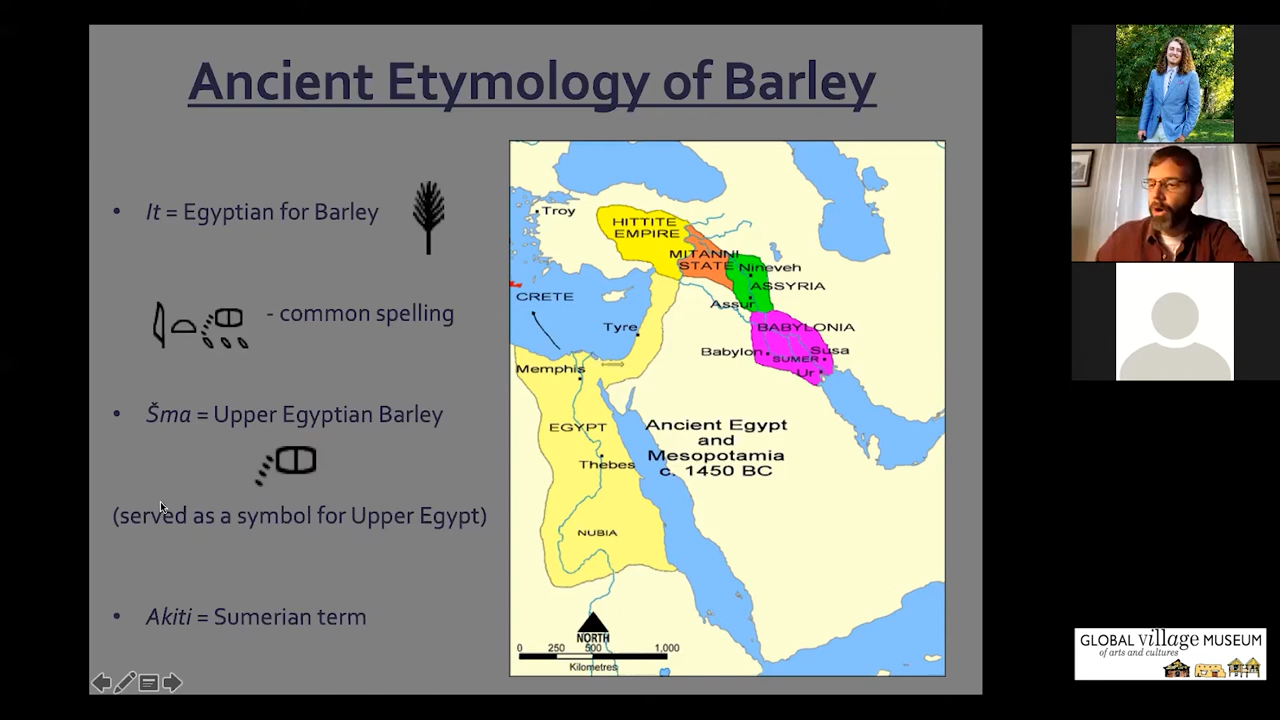 Ancient Etymology of Barley
• It = Egyptian for Barley
- common spelling
• Šma = Upper Egyptian Barley
(served as a symbol for Upper Egypt)
• Akiti = Sumerian term
Troy
HITTITE
EMPIRE
MITANNI
STATE
Nineveh
ASSYRIA
Assur
CRETE
Tyre
BABYLONIA
Babylon
SUMER
Susa
Ur
Memphis
EGYPT
Thebes
NUBIA
Ancient Egypt
and
Mesopotamia
c. 1450 BC
NORTH
0 250 500 1,000
Kilometres
GLOBAL village MUSEUM
of arts and cultures